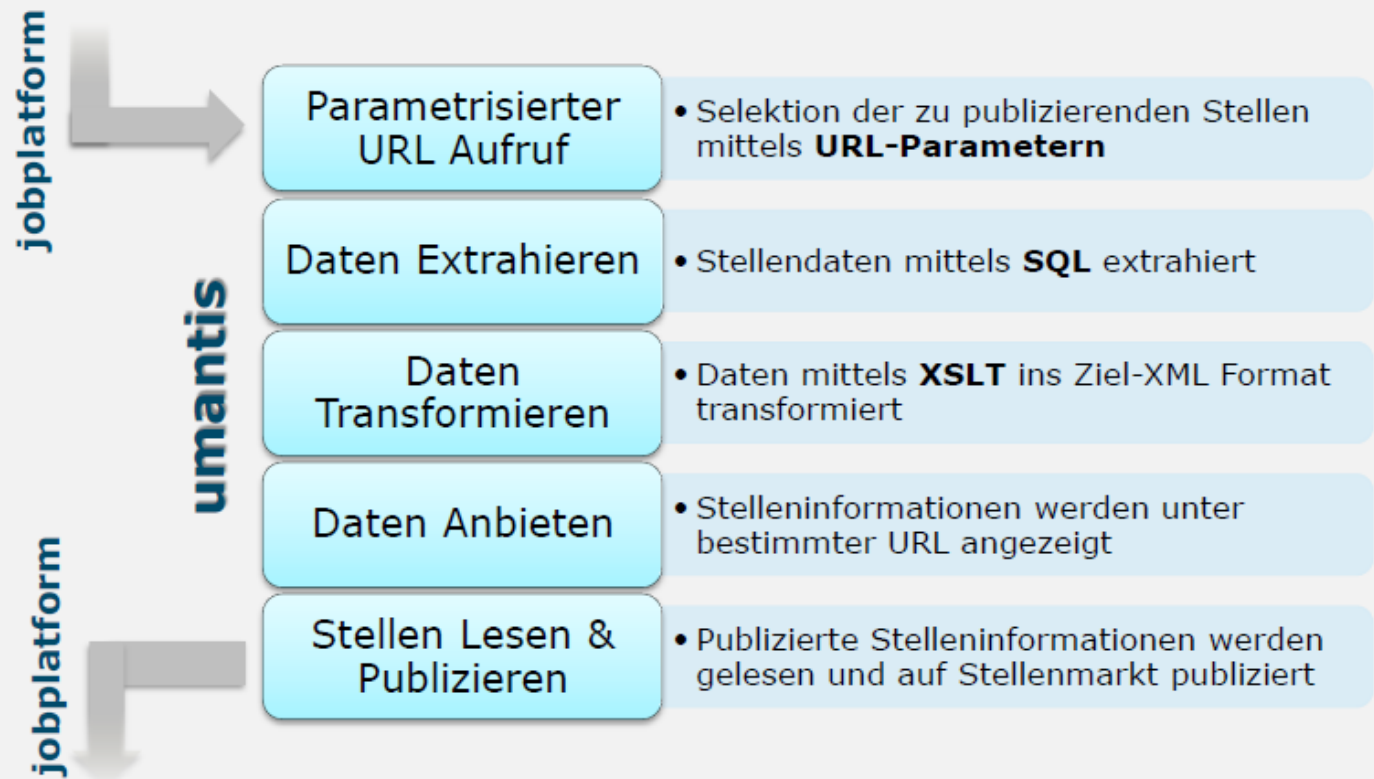 jobplatform
Parametrisierter
URL Aufruf
• Selektion der zu publizierenden Stellen
mittels URL-Parametern
umantis
Daten Extrahieren
• Stellendaten mittels SQL extrahiert
Daten
Transformieren
• Daten mittels XSLT ins Ziel-XML Format
transformiert
Daten Anbieten
• Stelleninformationen werden unter
bestimmter URL angezeigt
jobplatform
Stellen Lesen &
Publizieren
• Publizierte Stelleninformationen werden
gelesen und auf Stellenmarkt publiziert